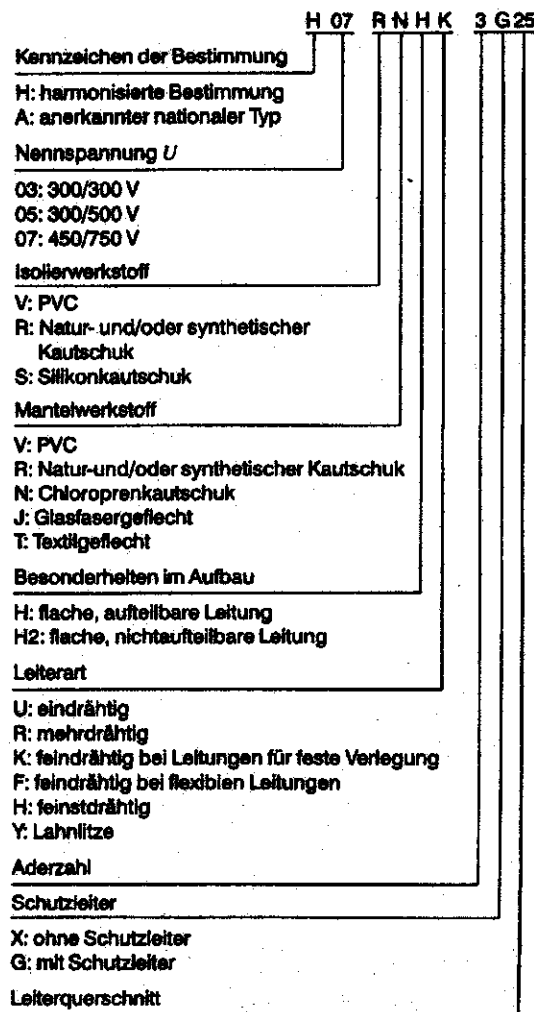 H 07 R N H K 3 G 25
Kennzeichen der Bestimmung
H: harmonisierte Bestimmung
A: anerkannter nationaler Typ
Nennspannung U
03: 300/300 V
05: 300/500 V
07: 450/750 V
Isolierwerkstoff
V: PVC
R: Natur- und/oder synthetischer
Kautschuk
S: Silikonkautschuk
Mantelwerkstoff
V: PVC
R: Natur-und/oder synthetischer Kautschuk
N: Chloroprenkautschuk
J: Glasfasergeflecht
T: Textilgeflecht
Besonderheiten im Aufbau
H: flache, aufteilbare Leitung
H2: flache, nichtaufteilbare Leitung
Leiterart
U: eindrähtig
R: mehrdrähtig
K: feindrähtig bei Leitungen für feste Verlegung
F: feindrähtig bei flexiblen Leitungen
H: feinstdrähtig
Y: Lahnlitze
Aderzahl
Schutzleiter
X: ohne Schutzleiter
G: mit Schutzleiter
Leiterquerschnitt